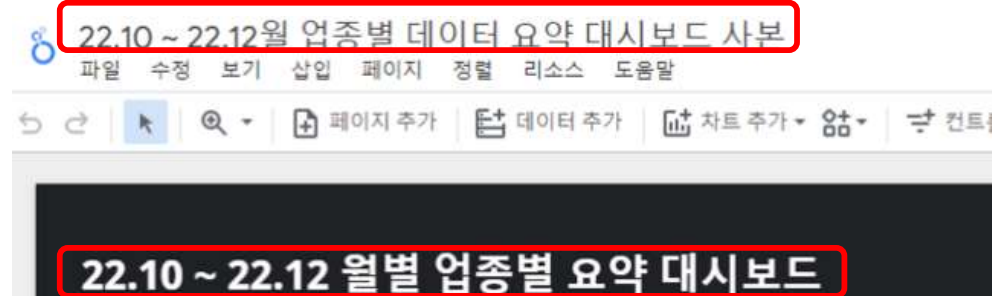 22.10 ~ 22.12월 업종별 데이터 요약 대시보드 사본
파일 수정 보기 삽입 페이지 정렬 리소스 도움말
페이지 추가 데이터 추가 차트 추가
22.10 ~ 22.12 월별 업종별 요약 대시보드